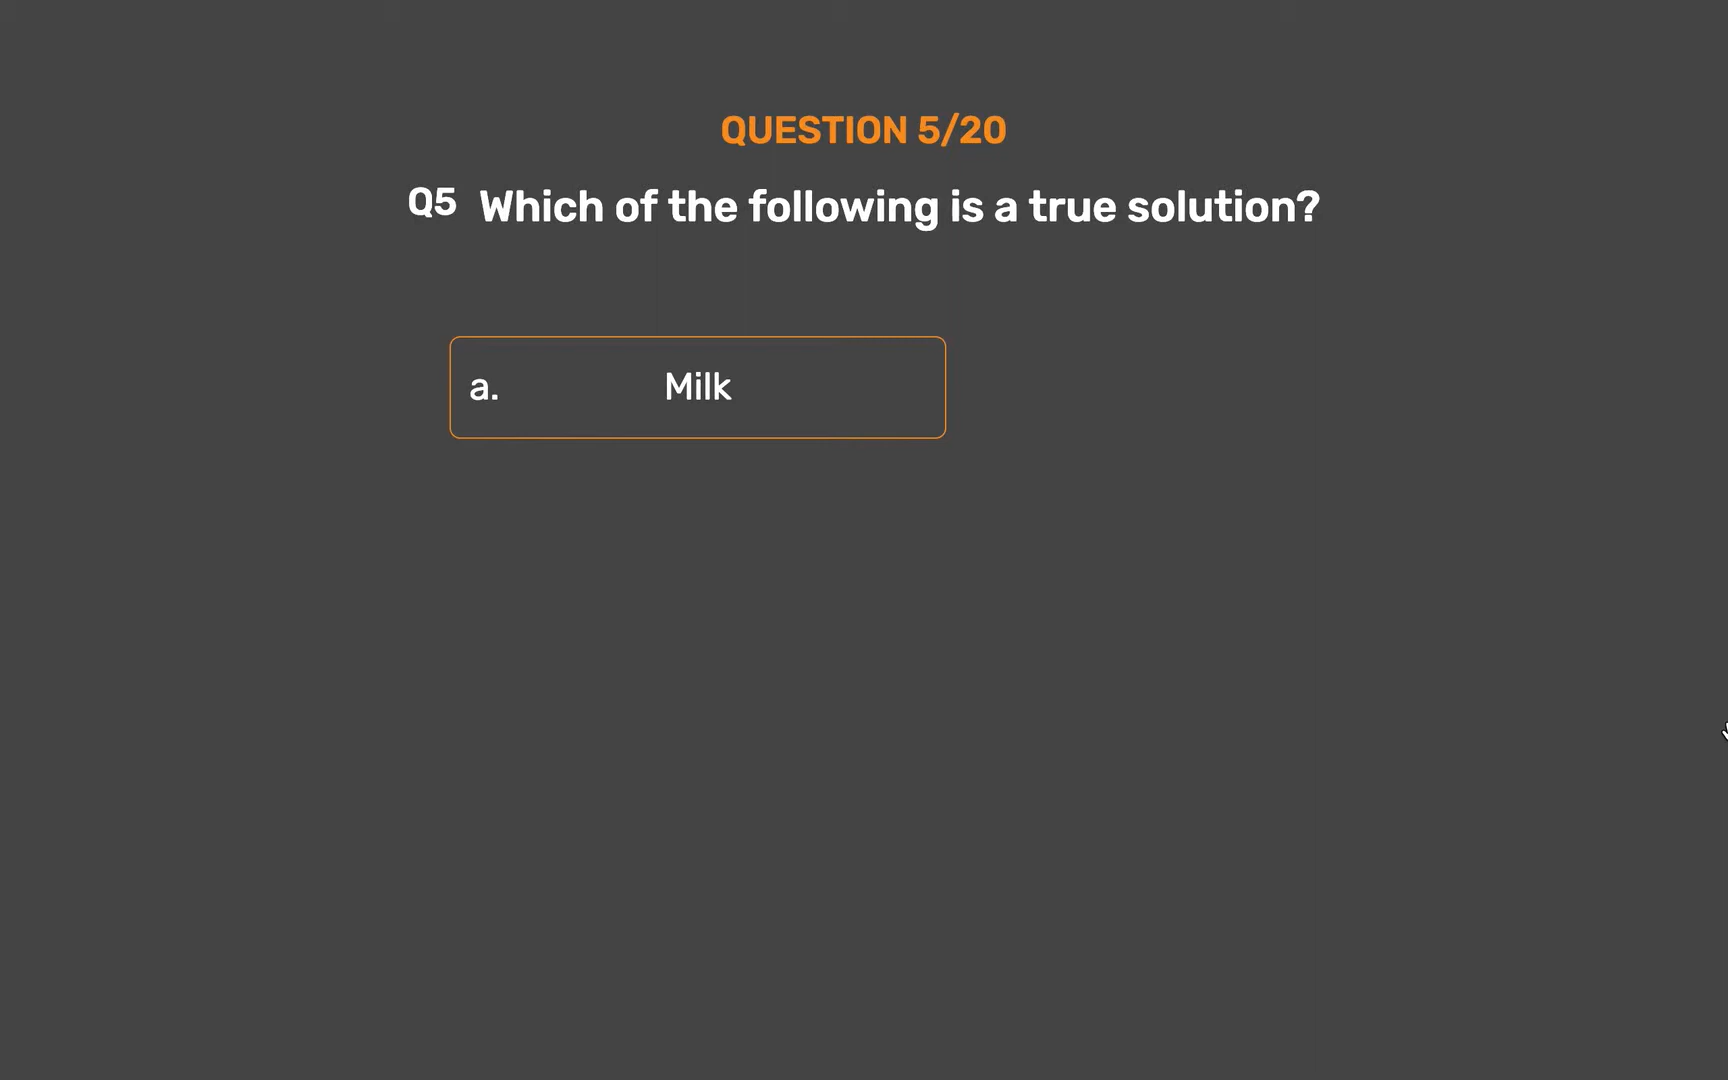 QUESTION 5/20
Q5 Which of the following is a true solution?
a. Milk